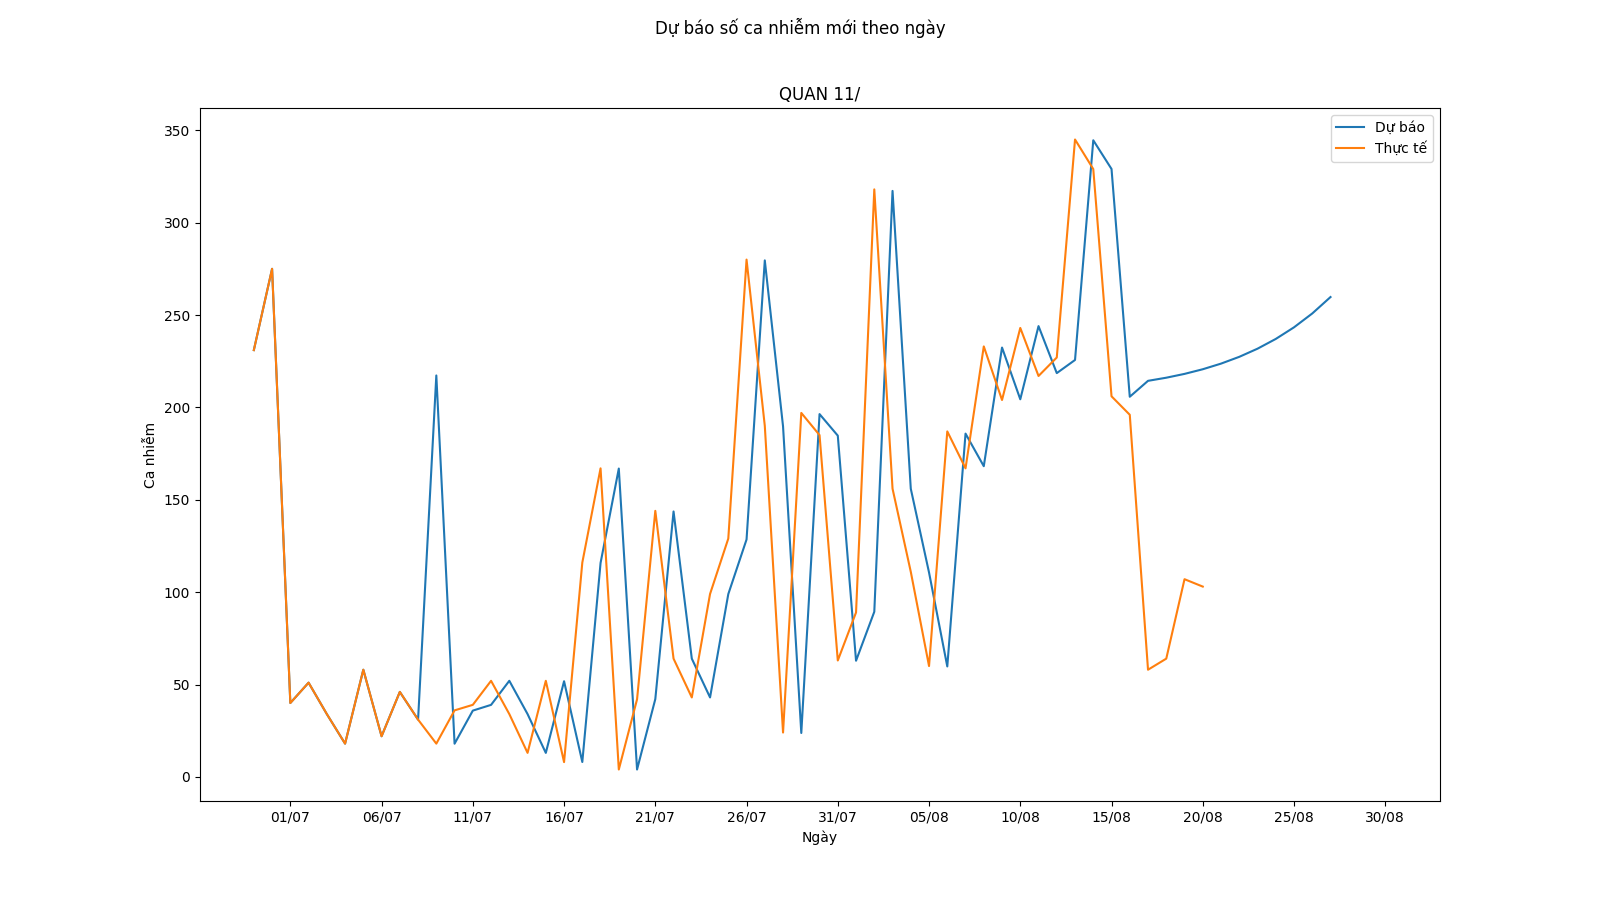 Dự báo số ca nhiễm mới theo ngày
QUAN 11/
Dự báo
Thực tế
350
300
250
200
150
100
50
0
Ca nhiễm
01/07 06/07 11/07 16/07 21/07 26/07 31/07 05/08 10/08 15/08 20/08 25/08 30/08
Ngày